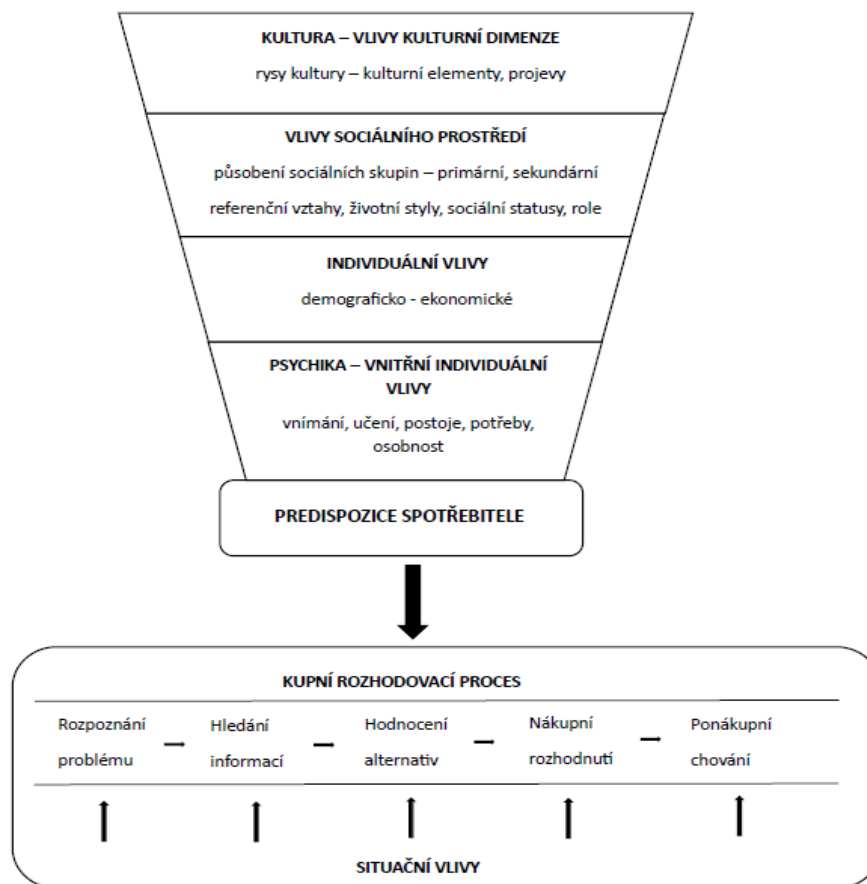 KULTURA – VLIVY KULTURNÍ DIMENZE
rysy kultury – kulturní elementy, projevy
VLIVY SOCIÁLNÍHO PROSTŘEDÍ
působení sociálních skupin – primární, sekundární
referenční vztahy, životní styly, sociální statusy, role
INDIVIDUÁLNÍ VLIVY
demograficko - ekonomické
PSYCHIKA – VNITŘNÍ INDIVIDUÁLNÍ
VLIVY
vnímání, učení, postoje, potřeby,
osobnost
PREDISPOZICE SPOTŘEBITELE
KUPNÍ ROZHODOVACÍ PROCES
Rozpoznání
problému
Hledání
informací
Hodnocení
alternativ
Nákupní
rozhodnutí
Ponákupní
chování
SITUAČNÍ VLIVY